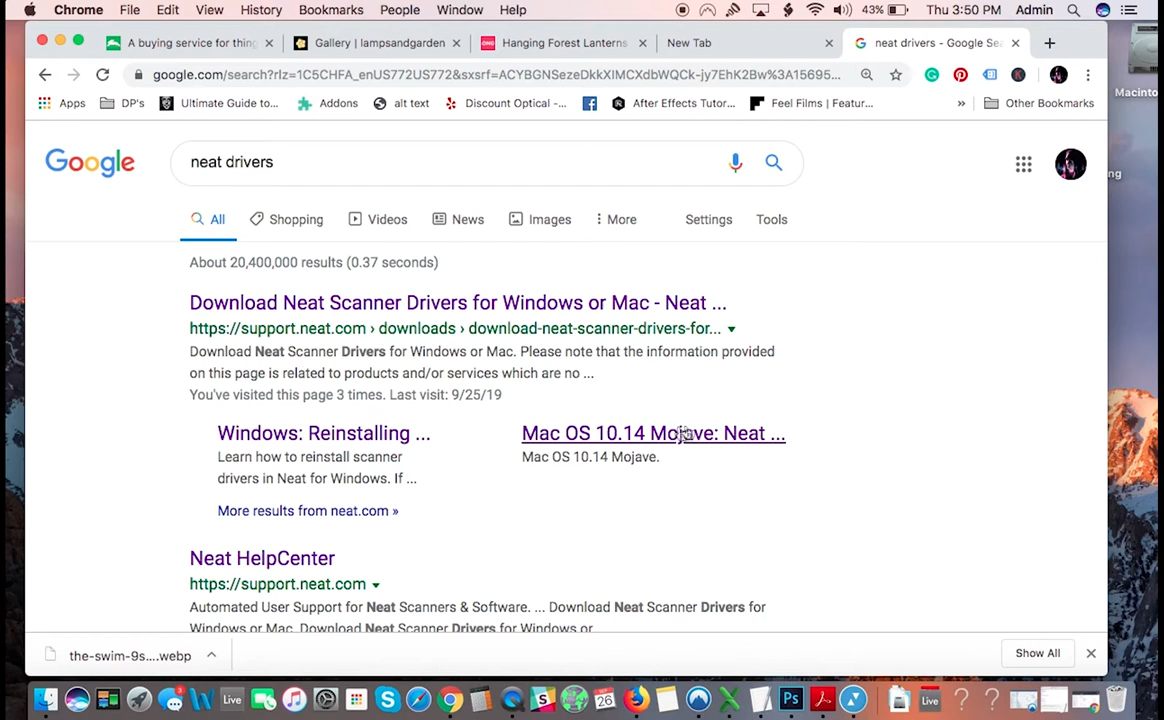 Chrome File Edit View History Bookmarks People Window Help 43% Thu 3:50 PM Admin
A buying service for thing Gallery | lampsandgarden Hanging Forest Lanterns New Tab neat drivers - Google Sea
google.com/search?rlz=1C5CHFA_enUS772US772&sxsrf=ACYBGNSezeDkkXIMCXdbWQCk-jy7EhK2Bw%3A15695...
Apps DP's Ultimate Guide to... Addons alt text Discount Optical -... After Effects Tutor... Feel Films | Featur... » Other Bookmarks
Macinto
Google neat drivers
ng
All Shopping Videos News Images More Settings Tools
About 20,400,000 results (0.37 seconds)
Download Neat Scanner Drivers for Windows or Mac - Neat ...
https://support.neat.com › downloads › download-neat-scanner-drivers-for...
Download Neat Scanner Drivers for Windows or Mac. Please note that the information provided
on this page is related to products and/or services which are no ...
You've visited this page 3 times. Last visit: 9/25/19
Windows: Reinstalling ... Mac OS 10.14 Mojave: Neat ...
Learn how to reinstall scanner Mac OS 10.14 Mojave.
drivers in Neat for Windows. If ...
More results from neat.com »
Neat HelpCenter
https://support.neat.com
Automated User Support for Neat Scanners & Software. ... Download Neat Scanner Drivers for
Windows or Mac. Download Neat Scanner Drivers for Windows or
the-swim-9s....webp Show All
3 Live 26 Ps Live